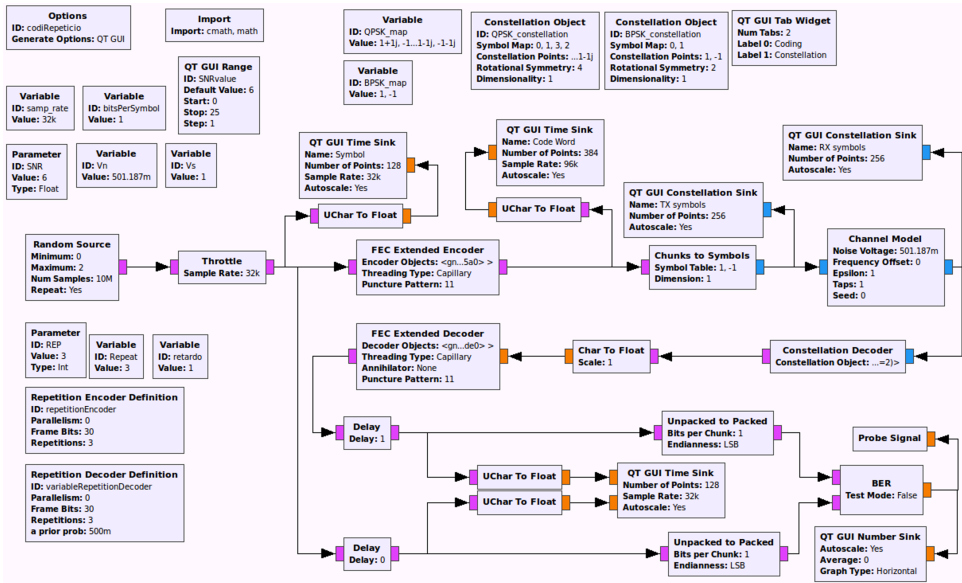 Options
ID: codiRepeticio
Generate Options: QT GUI
Import
Import: cmath, math
Variable
ID: QPSK_map
Value: 1+1j, -1...1-1j, -1-1j
Constellation Object
ID: QPSK_constellation
Symbol Map: 0, 1, 3, 2
Constellation Points: ...1-1j
Rotational Symmetry: 4
Dimensionality: 1
Constellation Object
ID: BPSK_constellation
Symbol Map: 0, 1
Constellation Points: 1, -1
Rotational Symmetry: 2
Dimensionality: 1
QT GUI Tab Widget
Num Tabs: 2
Label 0: Coding
Label 1: Constellation
QT GUI Range
ID: SNRvalue
Default Value: 6
Start: 0
Stop: 25
Step: 1
Variable
ID: BPSK_map
Value: 1, -1
Variable
ID: samp_rate
Value: 32k
Variable
ID: bitsPerSymbol
Value: 1
Parameter
ID: SNR
Value: 6
Type: Float
Variable
ID: Vn
Value: 501.187m
Variable
ID: Vs
Value: 1
QT GUI Time Sink
Name: Symbol
Number of Points: 128
Sample Rate: 32k
Autoscale: Yes
QT GUI Time Sink
Name: Code Word
Number of Points: 384
Sample Rate: 96k
Autoscale: Yes
QT GUI Constellation Sink
Name: RX symbols
Number of Points: 256
Autoscale: Yes
QT GUI Constellation Sink
Name: TX symbols
Number of Points: 256
Autoscale: Yes
UChar To Float
UChar To Float
Random Source
Minimum: 0
Maximum: 2
Num Samples: 10M
Repeat: Yes
Throttle
Sample Rate: 32k
FEC Extended Encoder
Encoder Objects: <gn...5a0> >
Threading Type: Capillary
Puncture Pattern: 11
Chunks to Symbols
Symbol Table: 1, -1
Dimension: 1
Channel Model
Noise Voltage: 501.187m
Frequency Offset: 0
Epsilon: 1
Taps: 1
Seed: 0
Parameter
ID: REP
Value: 3
Type: Int
Variable
ID: Repeat
Value: 3
Variable
ID: retardo
Value: 1
FEC Extended Decoder
Decoder Objects: <gn...de0> >
Threading Type: Capillary
Annihilator: None
Puncture Pattern: 11
Char To Float
Scale: 1
Constellation Decoder
Constellation Object: ...=2)>
Repetition Encoder Definition
ID: repetitionEncoder
Parallelism: 0
Frame Bits: 30
Repetitions: 3
Delay
Delay: 1
Unpacked to Packed
Bits per Chunk: 1
Endianness: LSB
Probe Signal
Repetition Decoder Definition
ID: variableRepetitionDecoder
Parallelism: 0
Frame Bits: 30
Repetitions: 3
a prior prob: 500m
UChar To Float
UChar To Float
QT GUI Time Sink
Number of Points: 128
Sample Rate: 32k
Autoscale: Yes
BER
Test Mode: False
Delay
Delay: 0
Unpacked to Packed
Bits per Chunk: 1
Endianness: LSB
QT GUI Number Sink
Autoscale: Yes
Average: 0
Graph Type: Horizontal